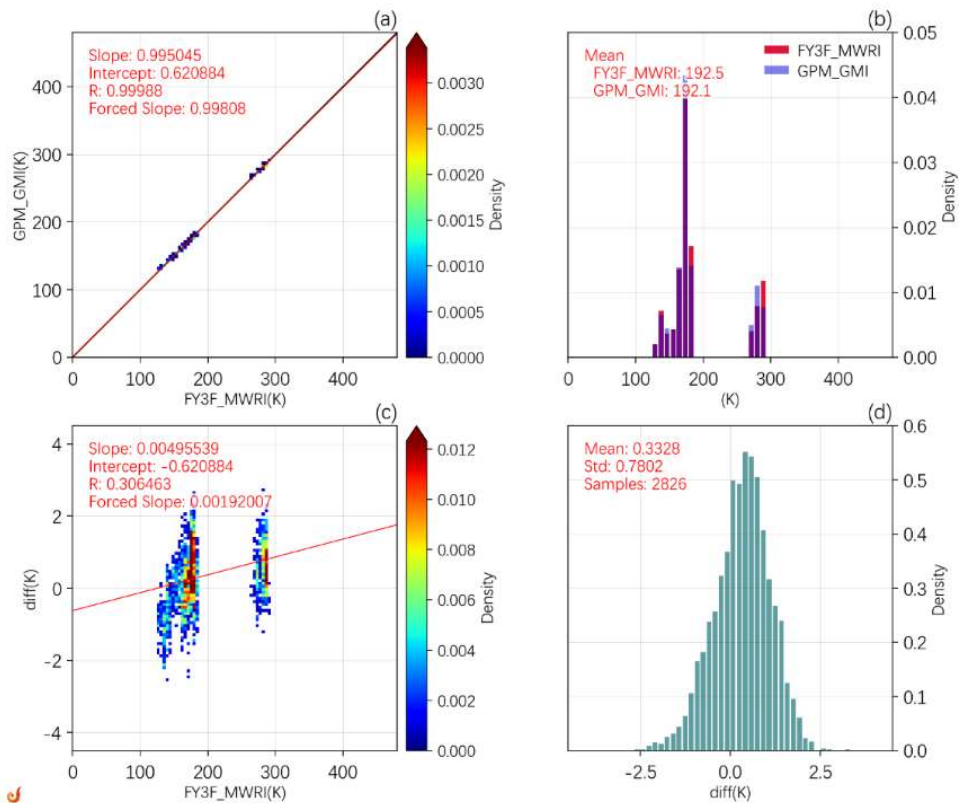 (a)
Slope: 0.995045
Intercept: 0.620884
R: 0.99988
Forced Slope: 0.99808
400
300
200
100
0
GPM_GMI(K)
0 100 200 300 400
FY3F_MWRI(K)
0.0030
0.0025
0.0020
0.0015
0.0010
0.0005
0.0000
Density
(b)
Mean
FY3F_MWRI: 192.5
GPM_GMI: 192.1
FY3F_MWRI
GPM_GMI
0.05
0.04
0.03
0.02
0.01
0.00
Density
0 100 200 300 400
(K)
(c)
Slope: 0.00495539
Intercept: -0.620884
R: 0.306463
Forced Slope: 0.00192007
4
2
0
-2
-4
diff(K)
0 100 200 300 400
FY3F_MWRI(K)
0.012
0.010
0.008
0.006
0.004
0.002
0.000
Density
(d)
Mean: 0.3328
Std: 0.7802
Samples: 2826
0.6
0.5
0.4
0.3
0.2
0.1
0.0
Density
-2.5 0.0 2.5
diff(K)